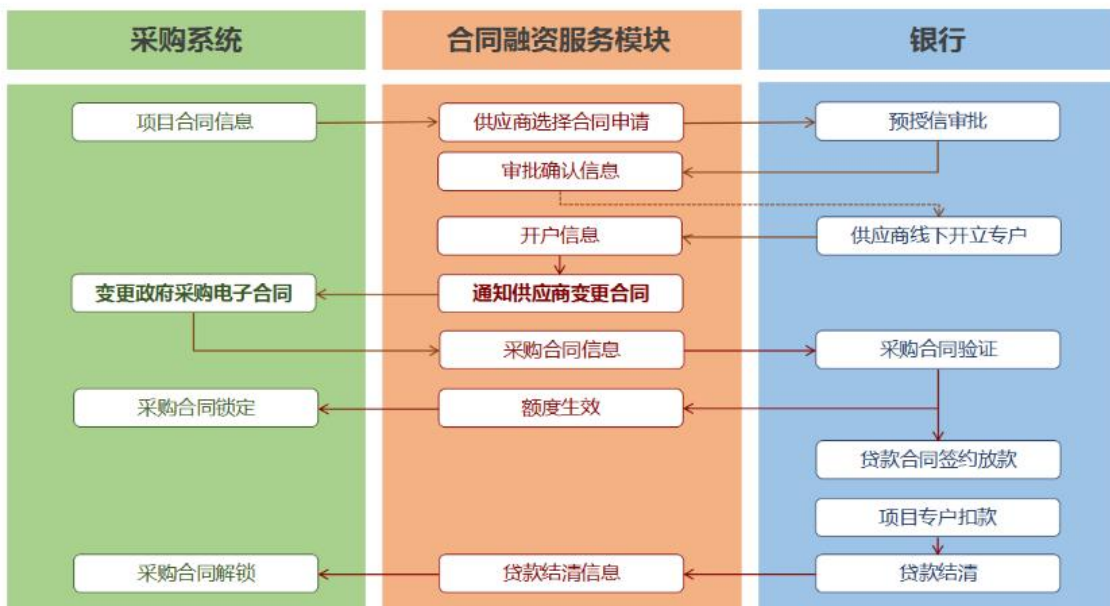 采购系统
合同融资服务模块
银行
项目合同信息
供应商选择合同申请
预授信审批
审批确认信息
开户信息
供应商线下开立专户
变更政府采购电子合同
通知供应商变更合同
采购合同信息
采购合同验证
采购合同锁定
额度生效
贷款合同签约放款
项目专户扣款
采购合同解锁
贷款结清信息
贷款结清